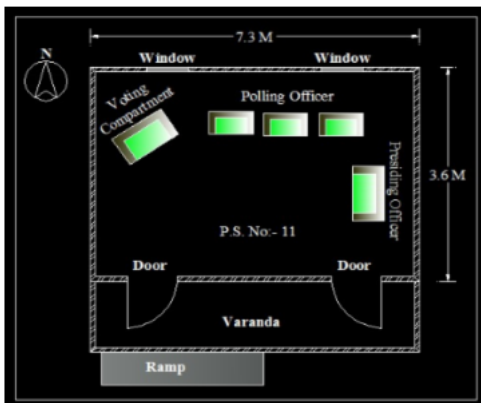 7.3 M
N
Window
Window
Voting
Compartment
Polling Officer
Presiding Officer
3.6 M
P.S. No:- 11
Door
Door
Varanda
Ramp